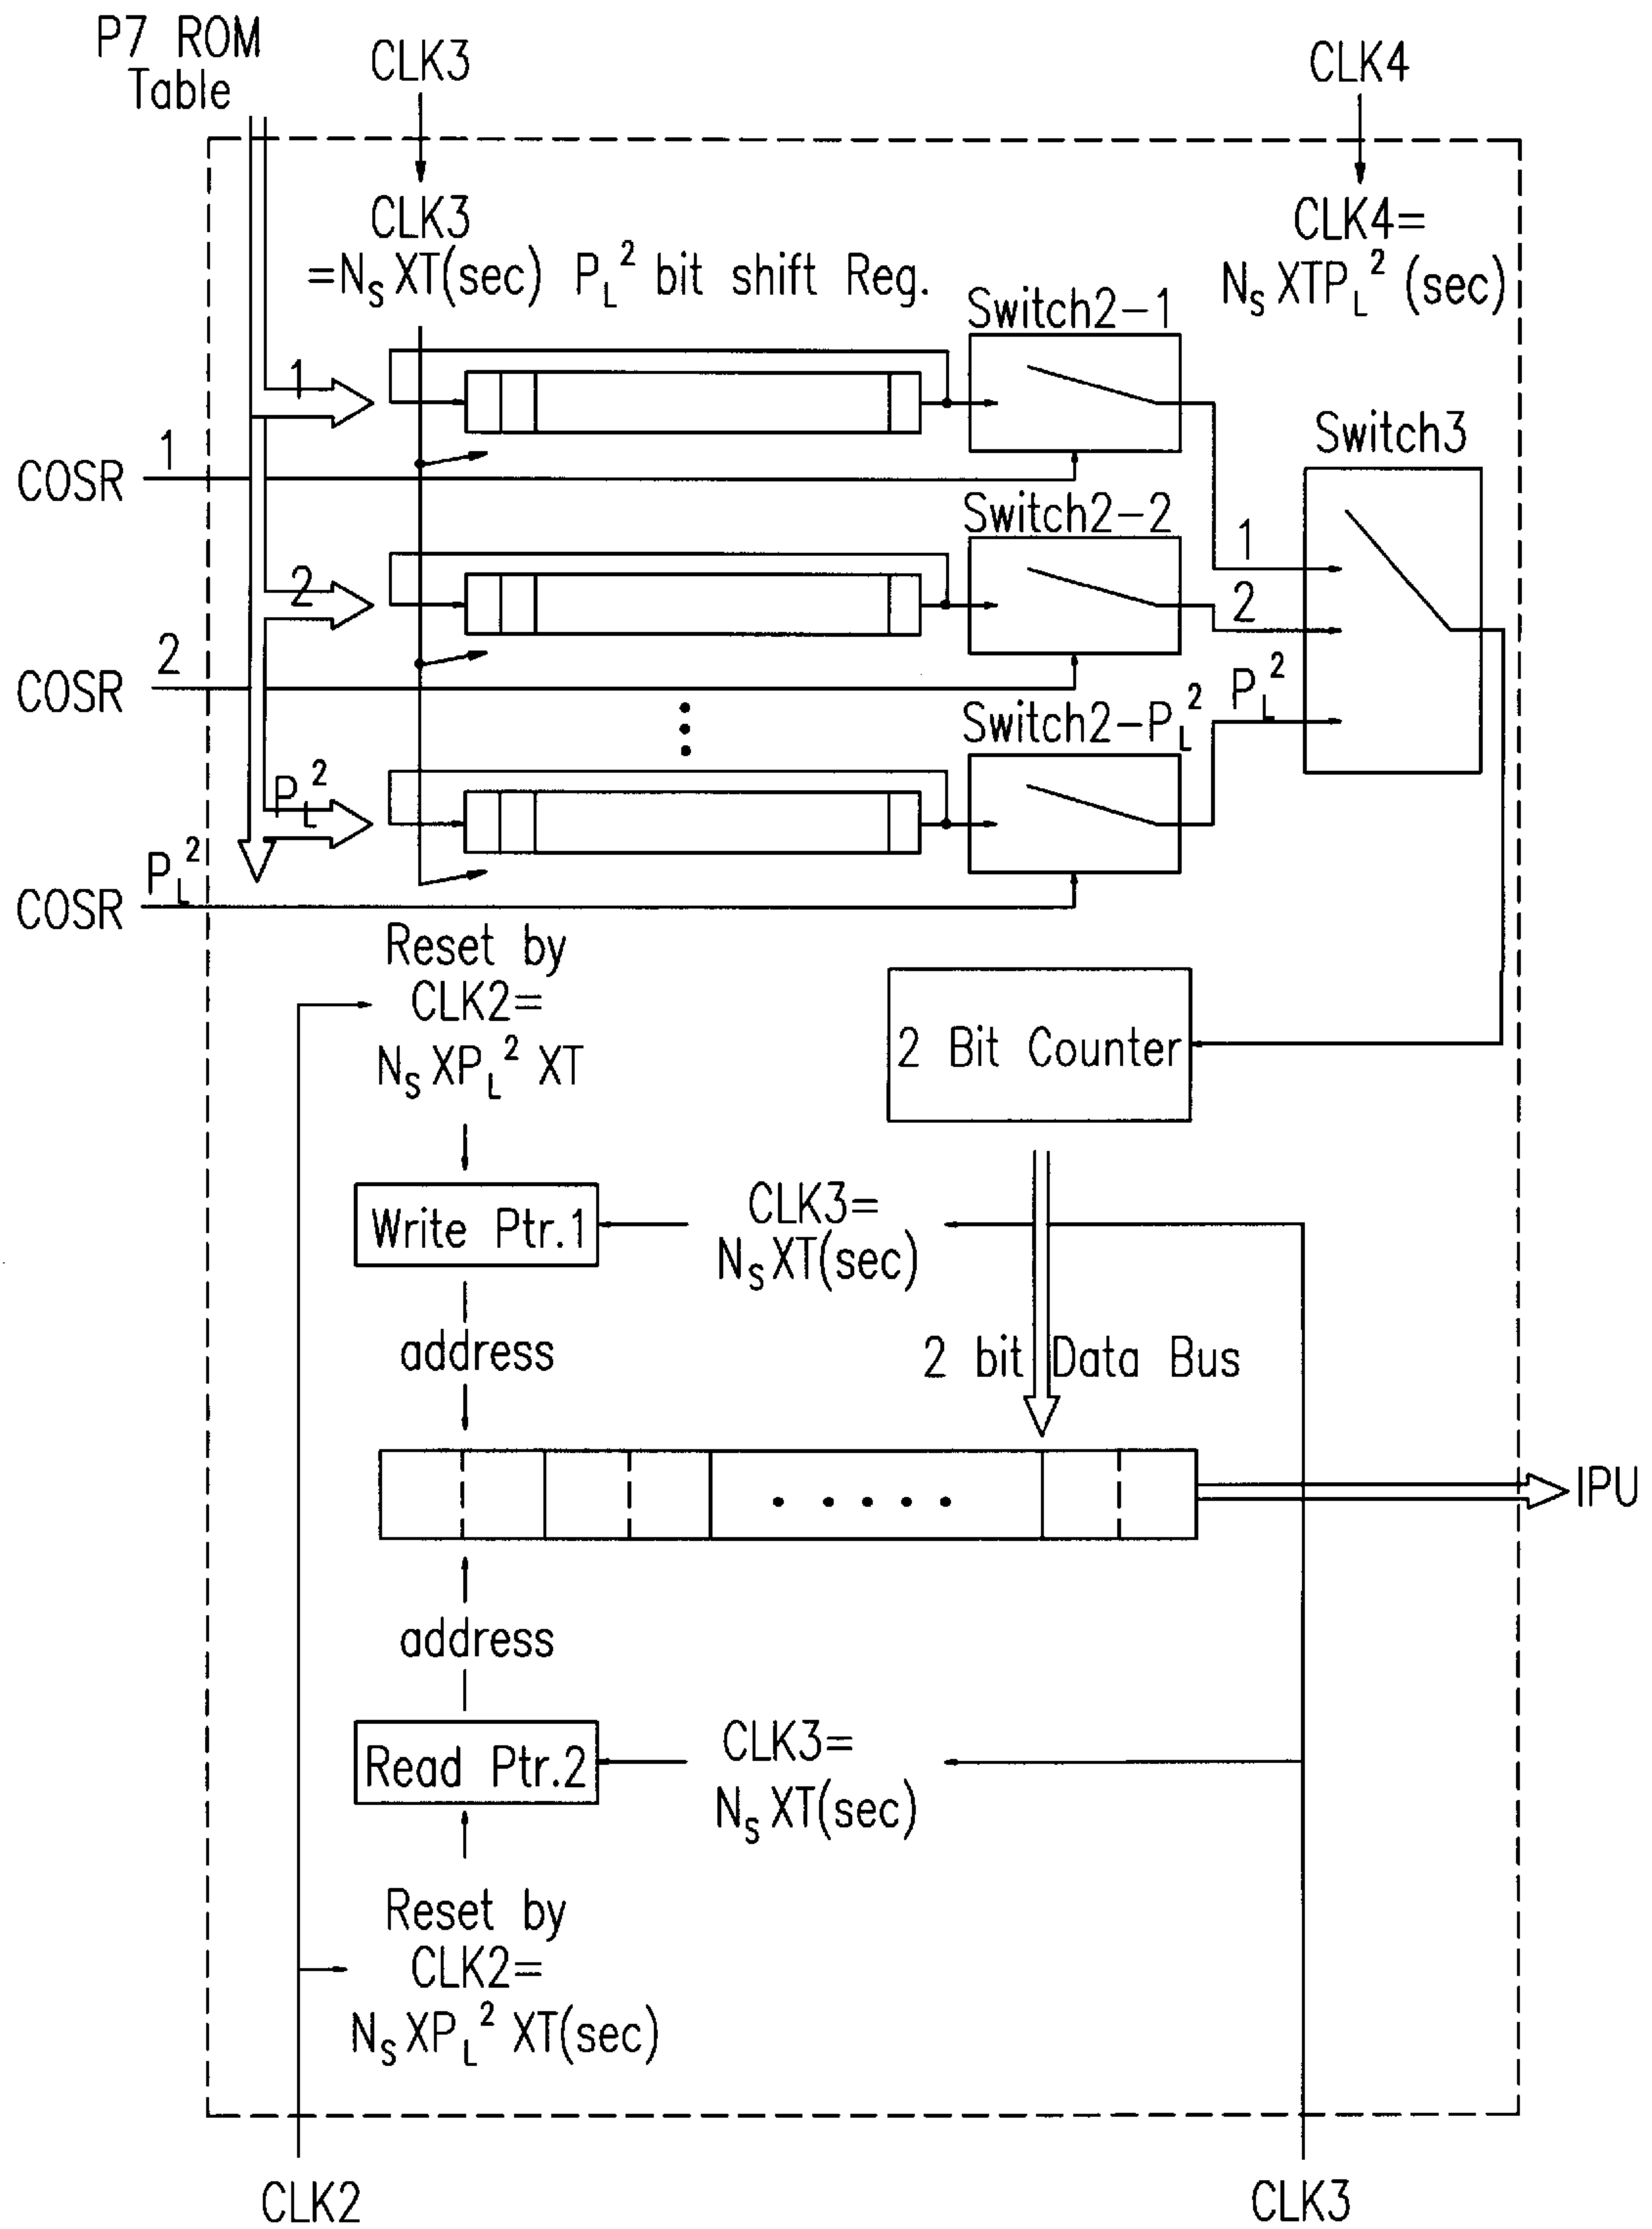 P7 ROM
Table
CLK3
CLK4
CLK3
=N_S XT(sec) P_L^2 bit shift Reg.
CLK4=
N_S XTP_L^2 (sec)
Switch2-1
1
COSR 1
Switch3
Switch2-2
1
2
2
COSR 2
P_L^2
Switch2-P_L^2
P_L^2
COSR P_L^2
Reset by
CLK2=
N_S XP_L^2 XT
2 Bit Counter
Write Ptr.1
CLK3=
N_S XT(sec)
address
2 bit Data Bus
IPU
address
Read Ptr.2
CLK3=
N_S XT(sec)
Reset by
CLK2=
N_S XP_L^2 XT(sec)
CLK2
CLK3